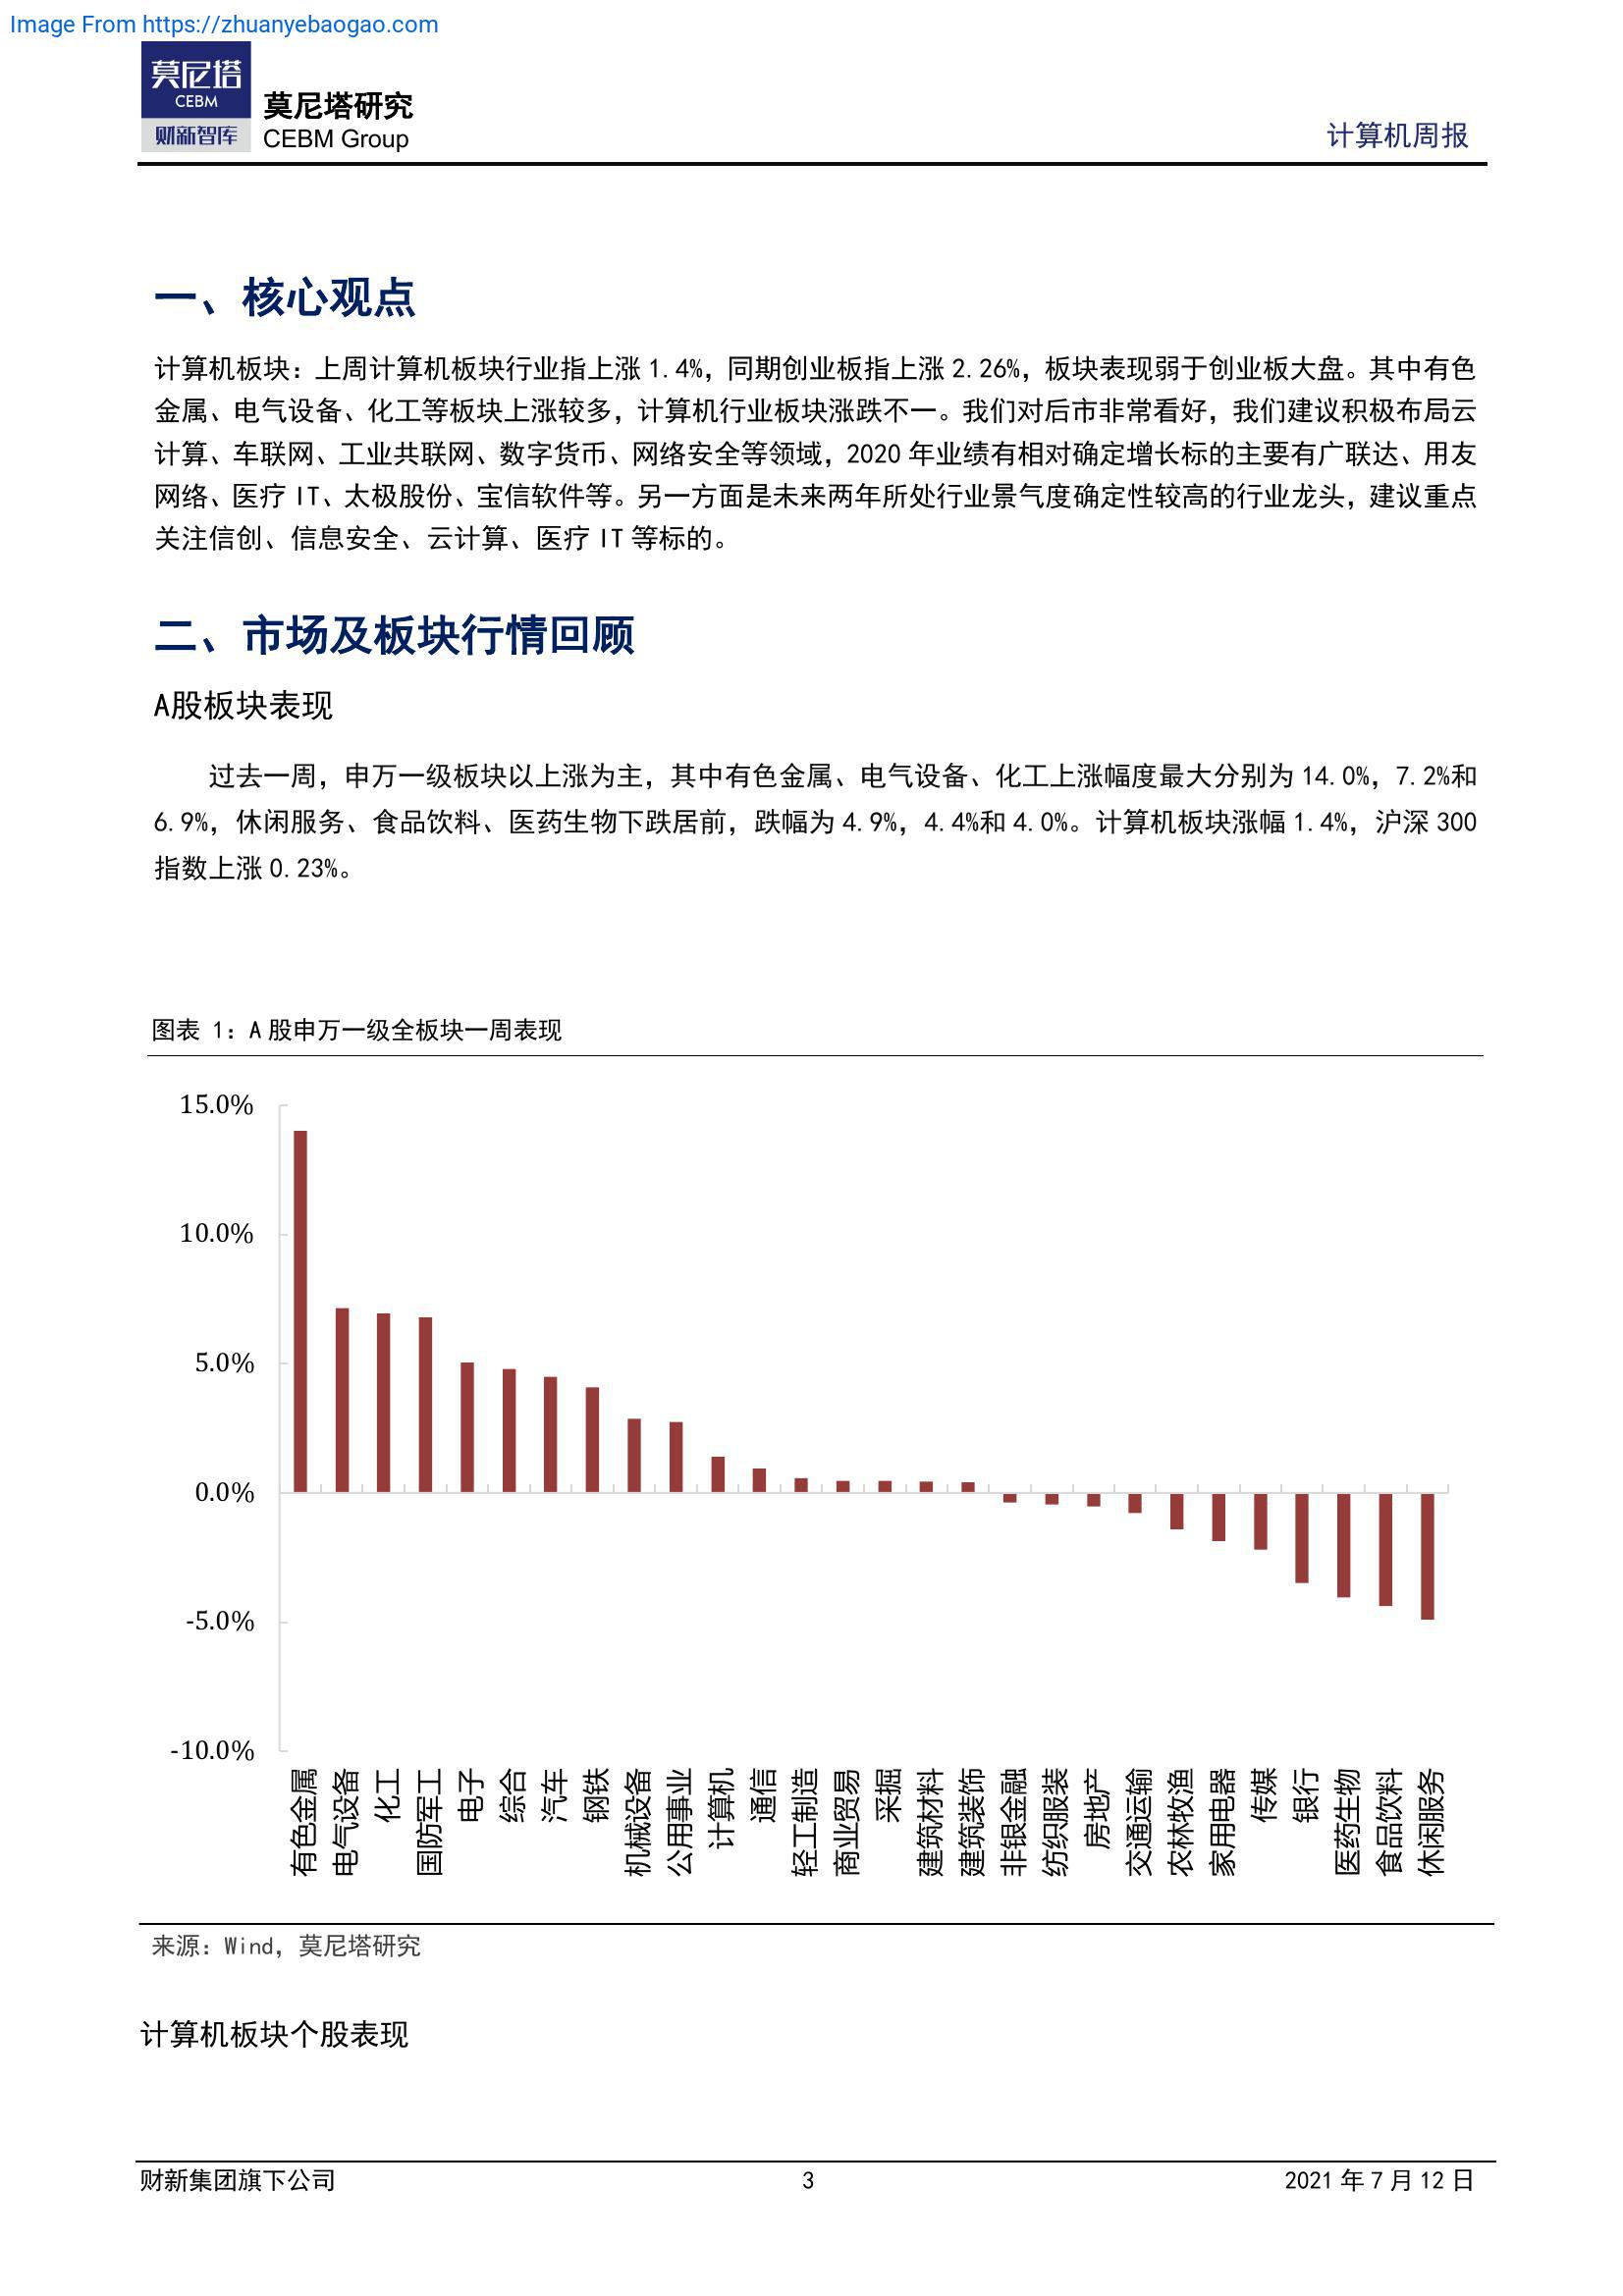 Image From https://zhuanyebaogao.com
莫尼塔
CEBM
财新智库
莫尼塔研究
CEBM Group
计算机周报
一、核心观点
计算机板块：上周计算机板块行业指上涨 1.4%，同期创业板指上涨 2.26%，板块表现弱于创业板大盘。其中有色
金属、电气设备、化工等板块上涨较多，计算机行业板块涨跌不一。我们对后市非常看好，我们建议积极布局云
计算、车联网、工业共联网、数字货币、网络安全等领域，2020 年业绩有相对确定增长标的主要有广联达、用友
网络、医疗 IT、太极股份、宝信软件等。另一方面是未来两年所处行业景气度确定性较高的行业龙头，建议重点
关注信创、信息安全、云计算、医疗 IT 等标的。
二、市场及板块行情回顾
A股板块表现
过去一周，申万一级板块以上涨为主，其中有色金属、电气设备、化工上涨幅度最大分别为 14.0%，7.2%和
6.9%，休闲服务、食品饮料、医药生物下跌居前，跌幅为 4.9%，4.4%和 4.0%。计算机板块涨幅 1.4%，沪深 300
指数上涨 0.23%。
图表 1：A 股申万一级全板块一周表现
15.0%
10.0%
5.0%
0.0%
-5.0%
-10.0%
有色金属
电气设备
化工
国防军工
电子
综合
汽车
钢铁
机械设备
公用事业
计算机
通信
轻工制造
商业贸易
采掘
建筑材料
建筑装饰
非银金融
纺织服装
房地产
交通运输
农林牧渔
家用电器
传媒
银行
医药生物
食品饮料
休闲服务
来源：Wind，莫尼塔研究
计算机板块个股表现
财新集团旗下公司
3
2021 年 7 月 12 日